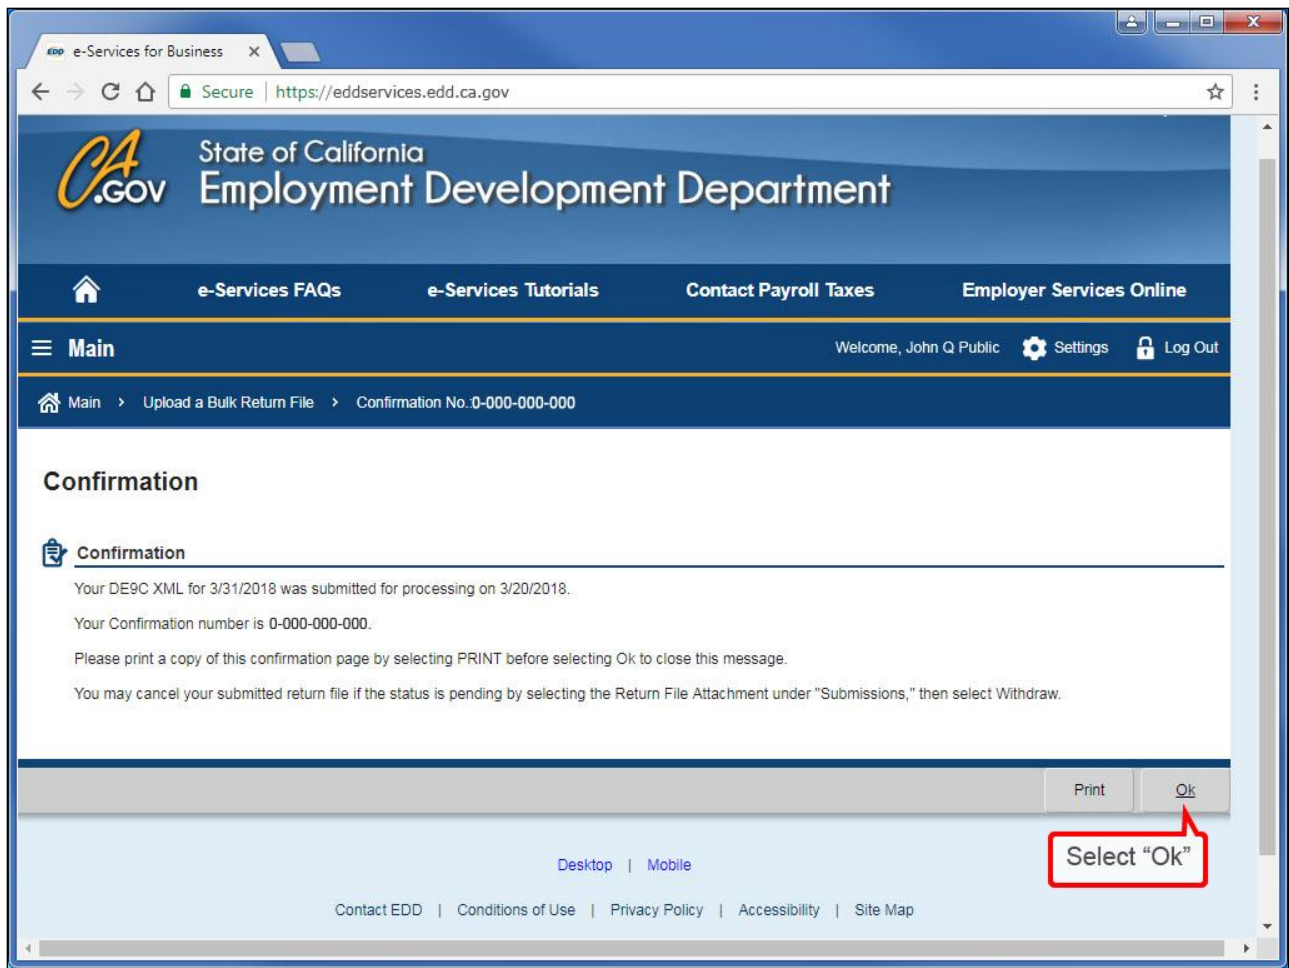 EDD e-Services for Business
Secure | https://eddservices.edd.ca.gov
CA.GOV
State of California
Employment Development Department
e-Services FAQs e-Services Tutorials Contact Payroll Taxes Employer Services Online
Main Welcome, John Q Public Settings Log Out
Main > Upload a Bulk Return File > Confirmation No.:0-000-000-000
Confirmation
Confirmation
Your DE9C XML for 3/31/2018 was submitted for processing on 3/20/2018.
Your Confirmation number is 0-000-000-000.
Please print a copy of this confirmation page by selecting PRINT before selecting Ok to close this message.
You may cancel your submitted return file if the status is pending by selecting the Return File Attachment under "Submissions," then select Withdraw.
Print Ok
Select “Ok”
Desktop | Mobile
Contact EDD | Conditions of Use | Privacy Policy | Accessibility | Site Map